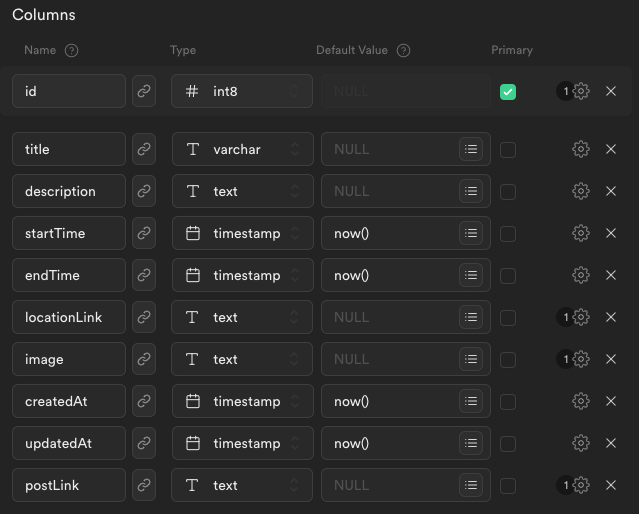 Columns
Name ? Type Default Value ? Primary
id # int8 NULL 1
title T varchar NULL
description T text NULL
startTime timestamp now()
endTime timestamp now()
locationLink T text NULL 1
image T text NULL 1
createdAt timestamp now()
updatedAt timestamp now()
postLink T text NULL 1